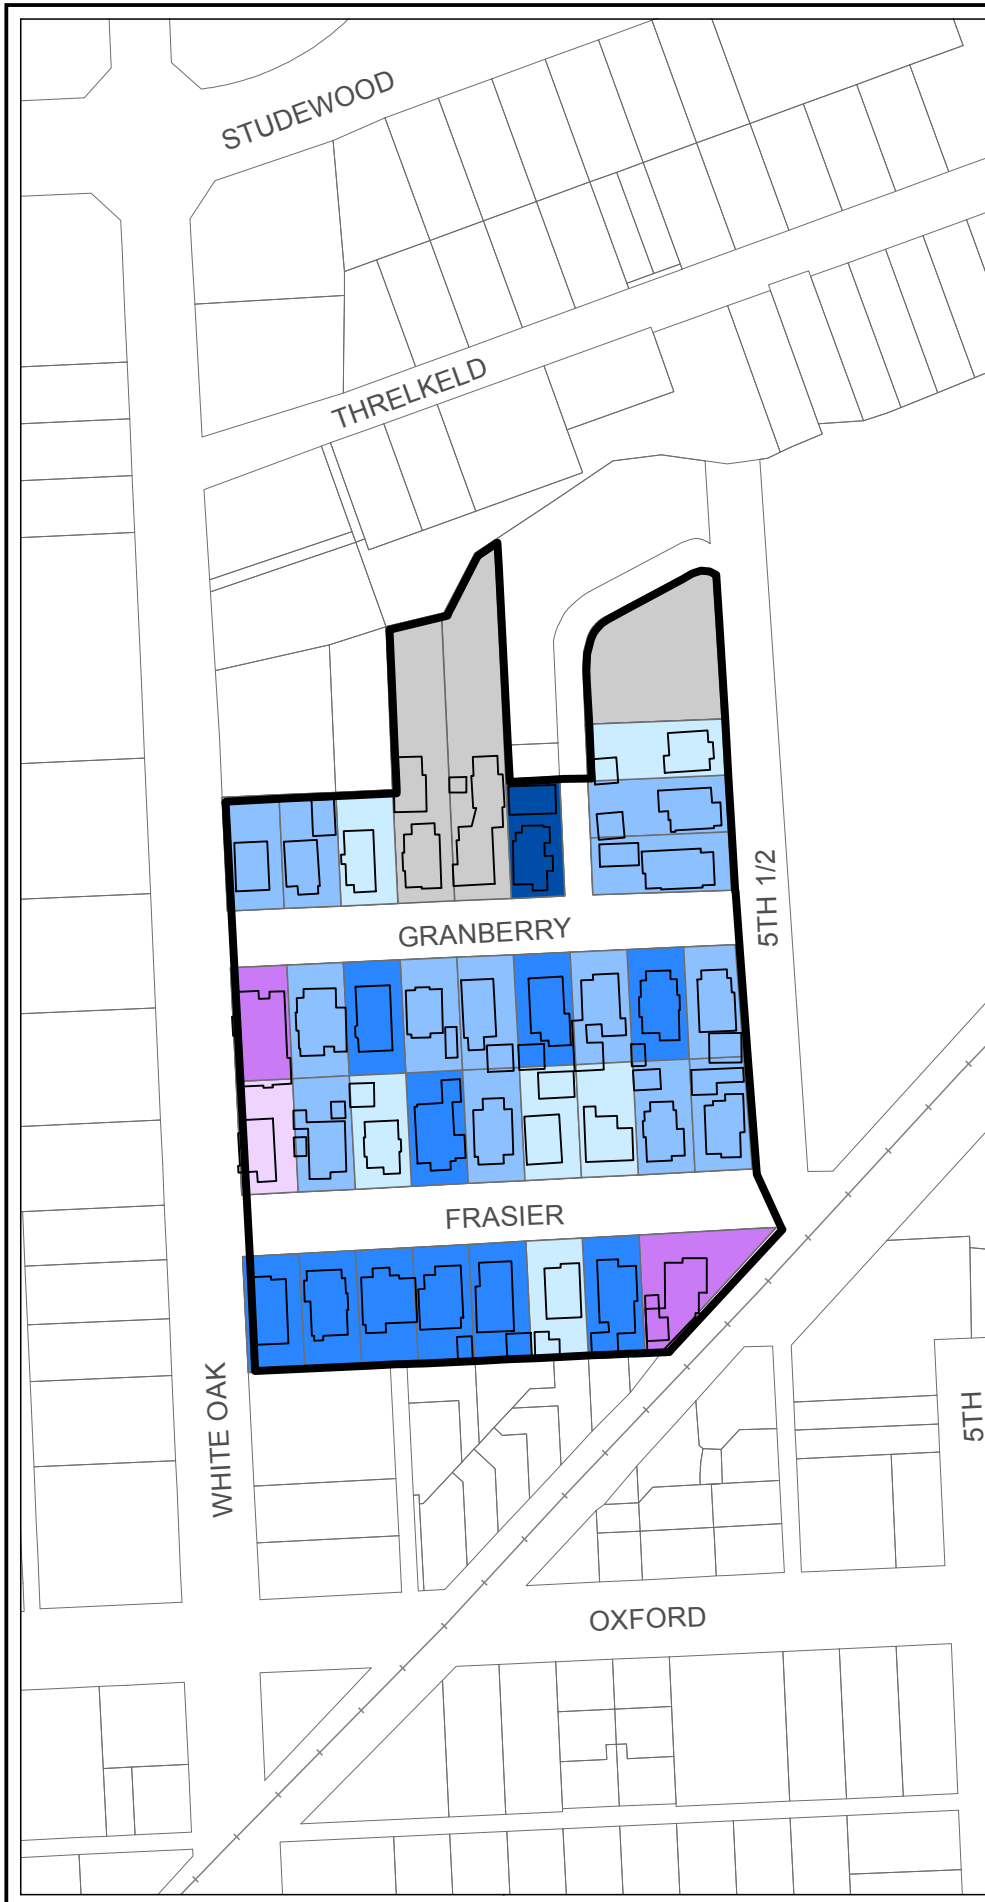 STUDEWOOD
THRELKELD
5TH 1/2
GRANBERRY
FRASIER
WHITE OAK
5TH
OXFORD